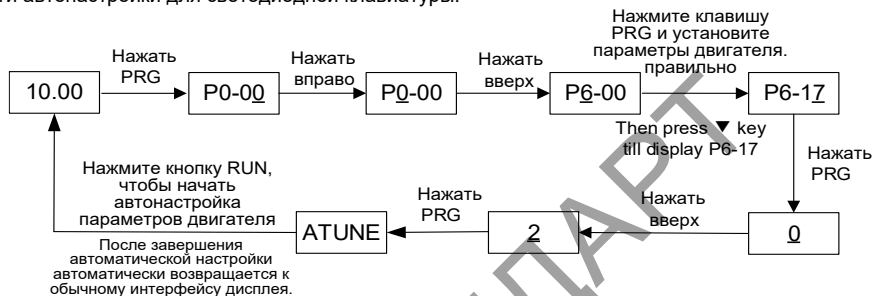 ти автонастройки для светодиодной клавиатуры.
Нажать
PRG
Нажать
вправо
Нажать
вверх
Нажмите клавишу
PRG и установите
параметры двигателя.
правильно
10.00
P0-00
P0-00
P6-00
P6-17
Then press ▼ key
till display P6-17
Нажать
PRG
Нажмите кнопку RUN,
чтобы начать
автонастройка
параметров двигателя
Нажать
PRG
Нажать
вверх
ATUNE
2
0
После завершения
автоматической настройки
автоматически возвращается к
обычному интерфейсу дисплея.